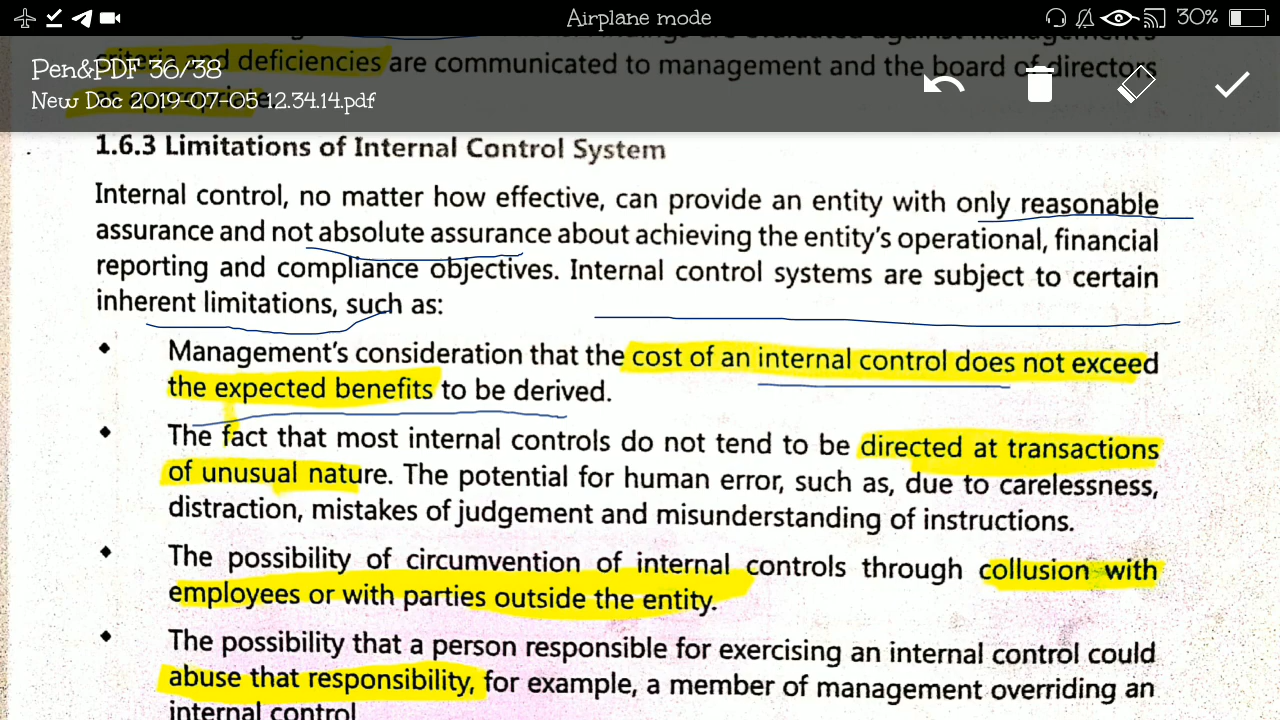 Airplane mode
30%
criteria and deficiencies are communicated to management and the board of directors
as appropriate
Pen&PDF 36/38
New Doc 2019-07-05 12.34.14.pdf
1.6.3 Limitations of Internal Control System
Internal control, no matter how effective, can provide an entity with only reasonable
assurance and not absolute assurance about achieving the entity's operational, financial
reporting and compliance objectives. Internal control systems are subject to certain
inherent limitations, such as:
Management's consideration that the cost of an internal control does not exceed
the expected benefits to be derived.
The fact that most internal controls do not tend to be directed at transactions
of unusual nature. The potential for human error, such as, due to carelessness,
distraction, mistakes of judgement and misunderstanding of instructions.
The possibility of circumvention of internal controls through collusion with
employees or with parties outside the entity.
The possibility that a person responsible for exercising an internal control could
abuse that responsibility, for example, a member of management overriding an
internal control